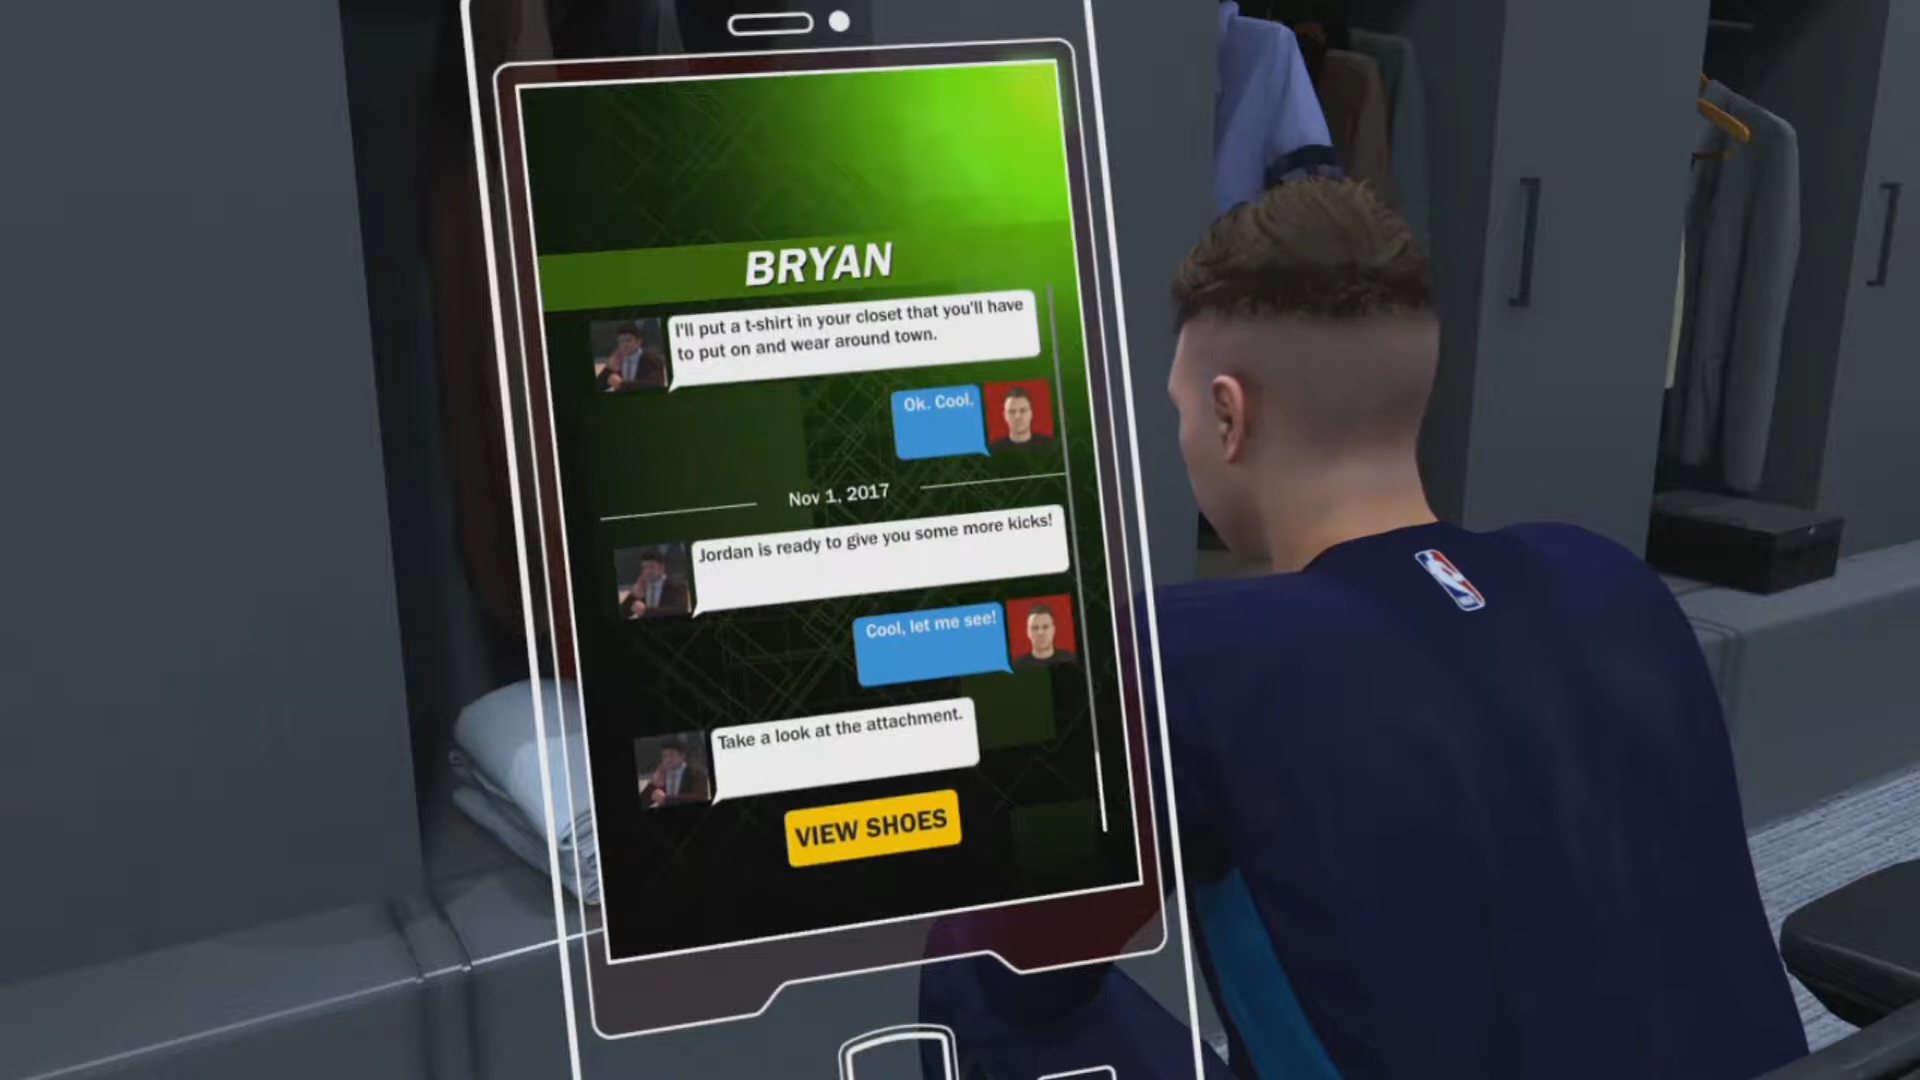 BRYAN
I'll put a t-shirt in your closet that you'll have
to put on and wear around town.
Ok. Cool.
Nov 1, 2017
Jordan is ready to give you some more kicks!
Cool, let me see!
Take a look at the attachment.
VIEW SHOES